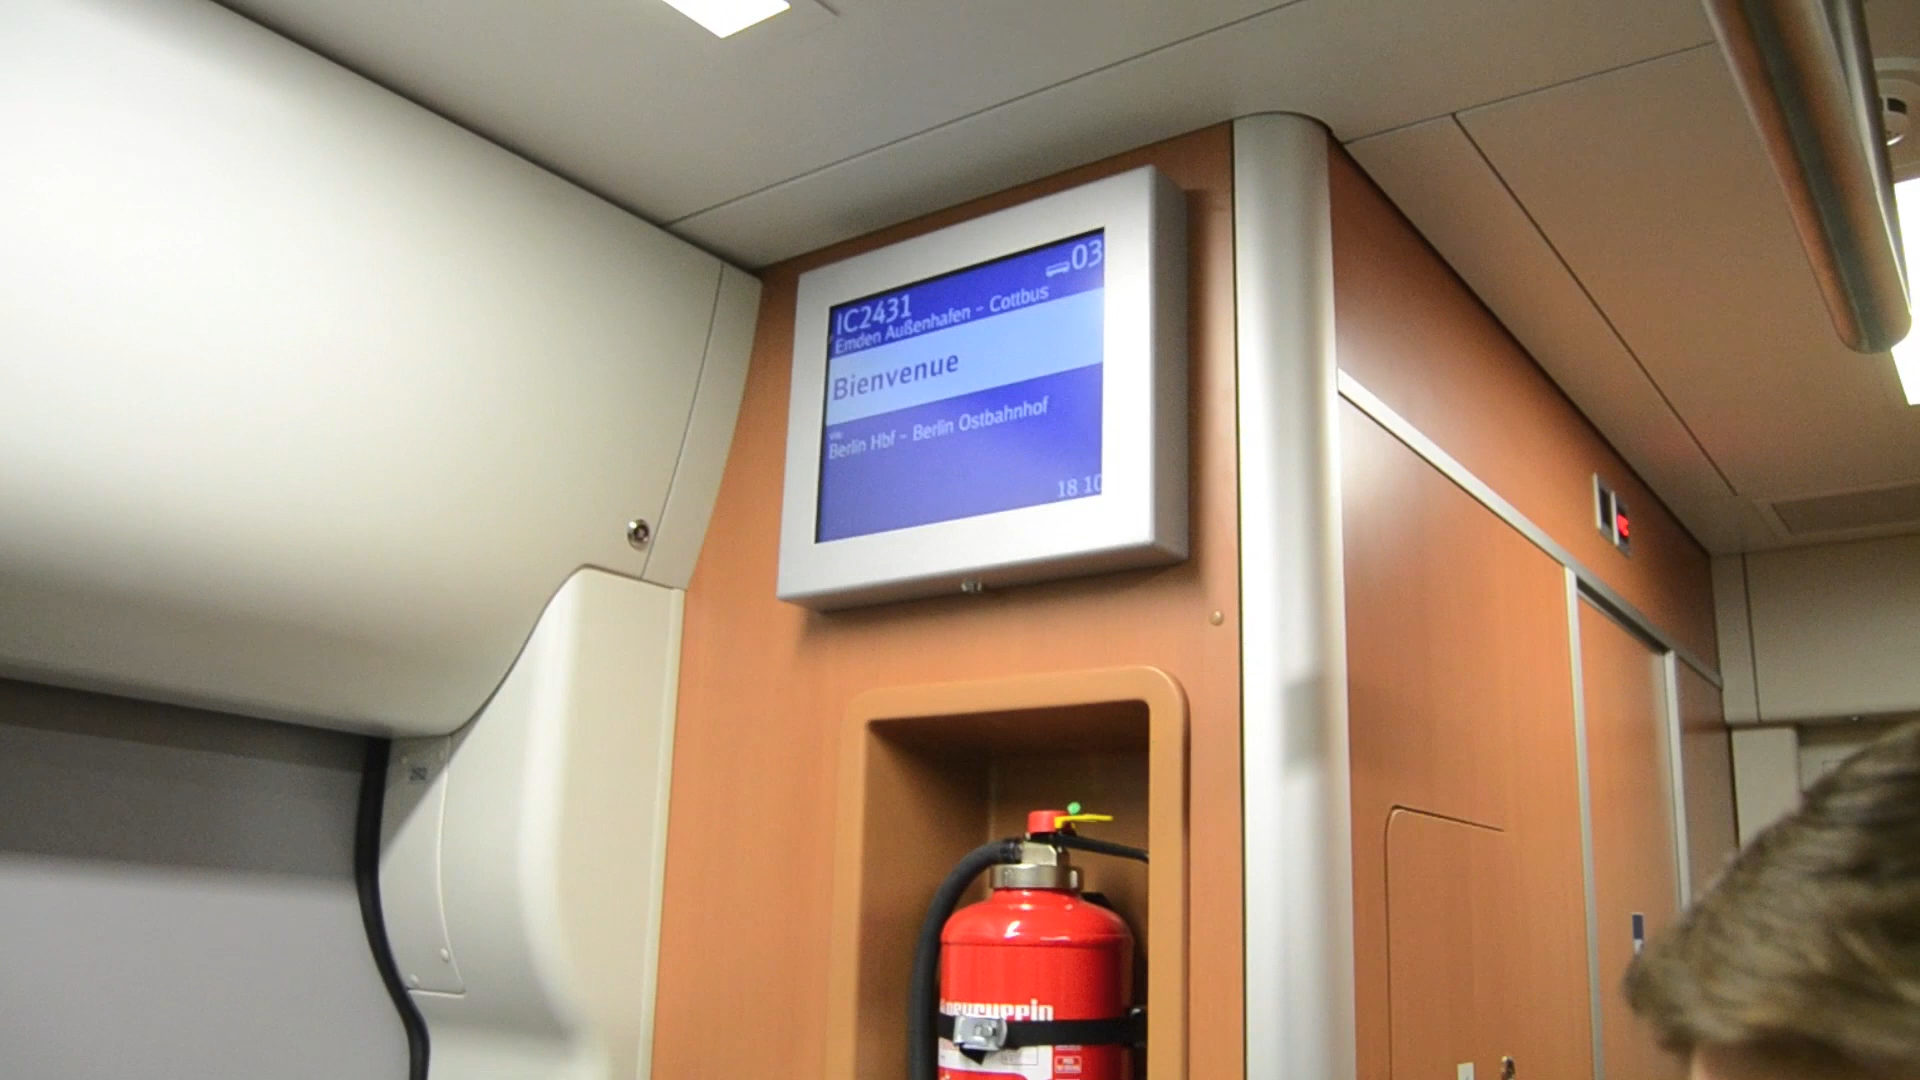 03
IC2431
Emden Außenhafen - Cottbus
Bienvenue
via:
Berlin Hbf - Berlin Ostbahnhof
18 10